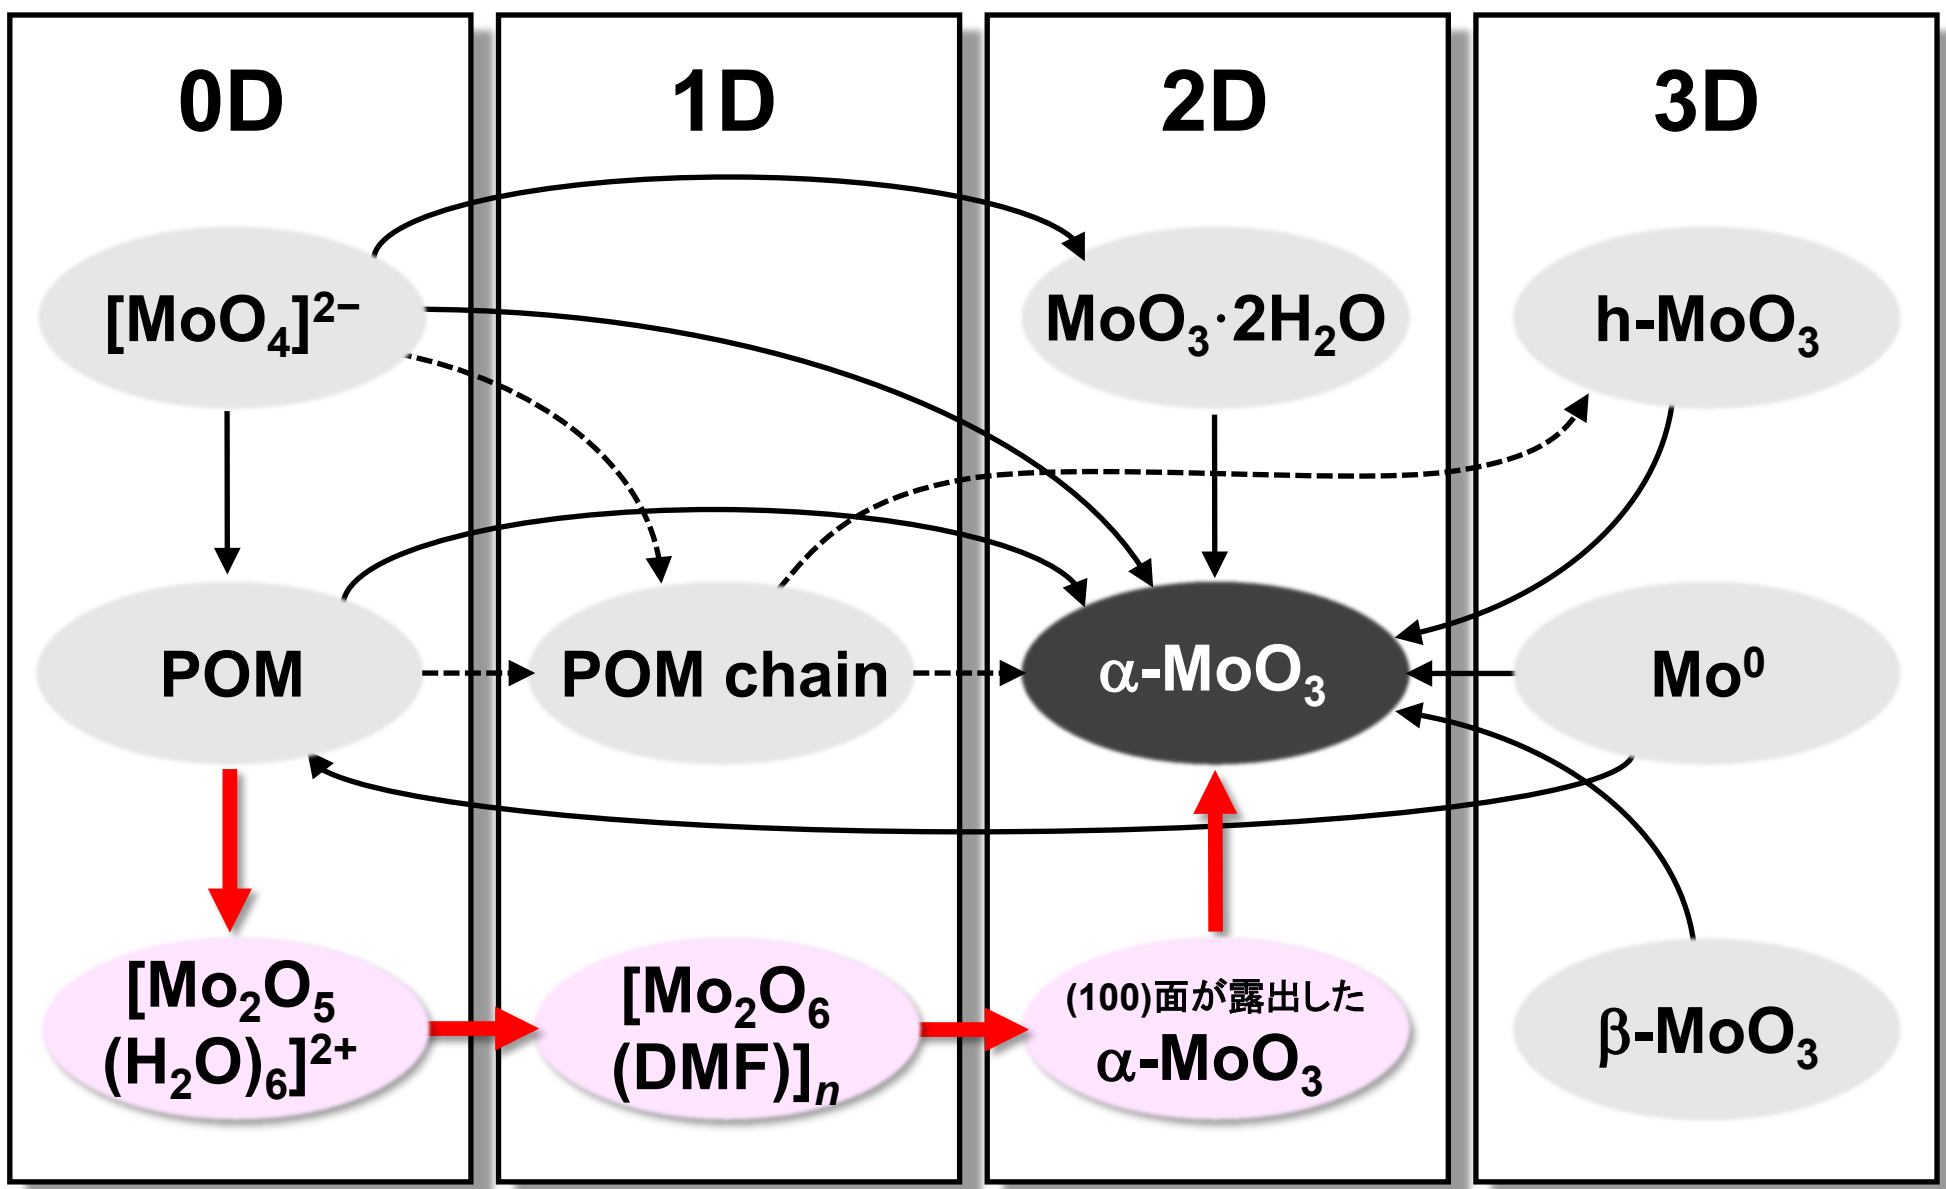 0D
1D
2D
3D
[MoO₄]²⁻
MoO₃·2H₂O
h-MoO₃
POM
POM chain
α-MoO₃
Mo⁰
[Mo₂O₅
(H₂O)₆]²⁺
[Mo₂O₆
(DMF)]ₙ
(100)面が露出した
α-MoO₃
β-MoO₃